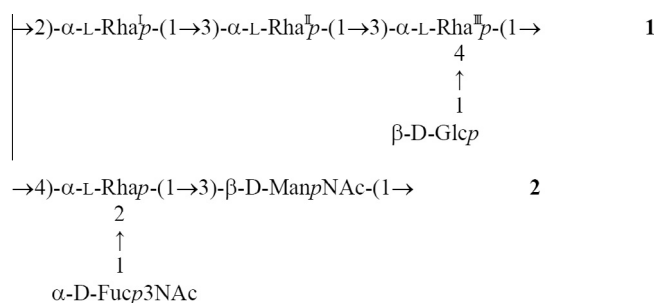 →2)-α-L-Rhaᴵp-(1→3)-α-L-Rhaᴵᴵp-(1→3)-α-L-Rhaᴵᴵᴵp-(1→ 1
4
↑
1
β-D-Glcp
→4)-α-L-Rhap-(1→3)-β-D-ManpNAc-(1→ 2
2
↑
1
α-D-Fucp3NAc